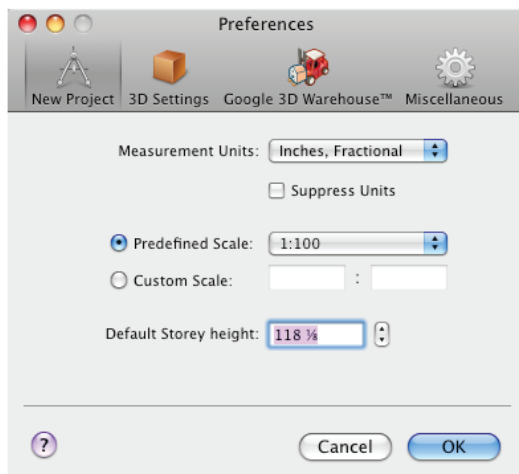 Preferences
New Project 3D Settings Google 3D Warehouse™ Miscellaneous
Measurement Units: Inches, Fractional
Suppress Units
Predefined Scale: 1:100
Custom Scale: :
Default Storey height: 118 ⅛
? Cancel OK